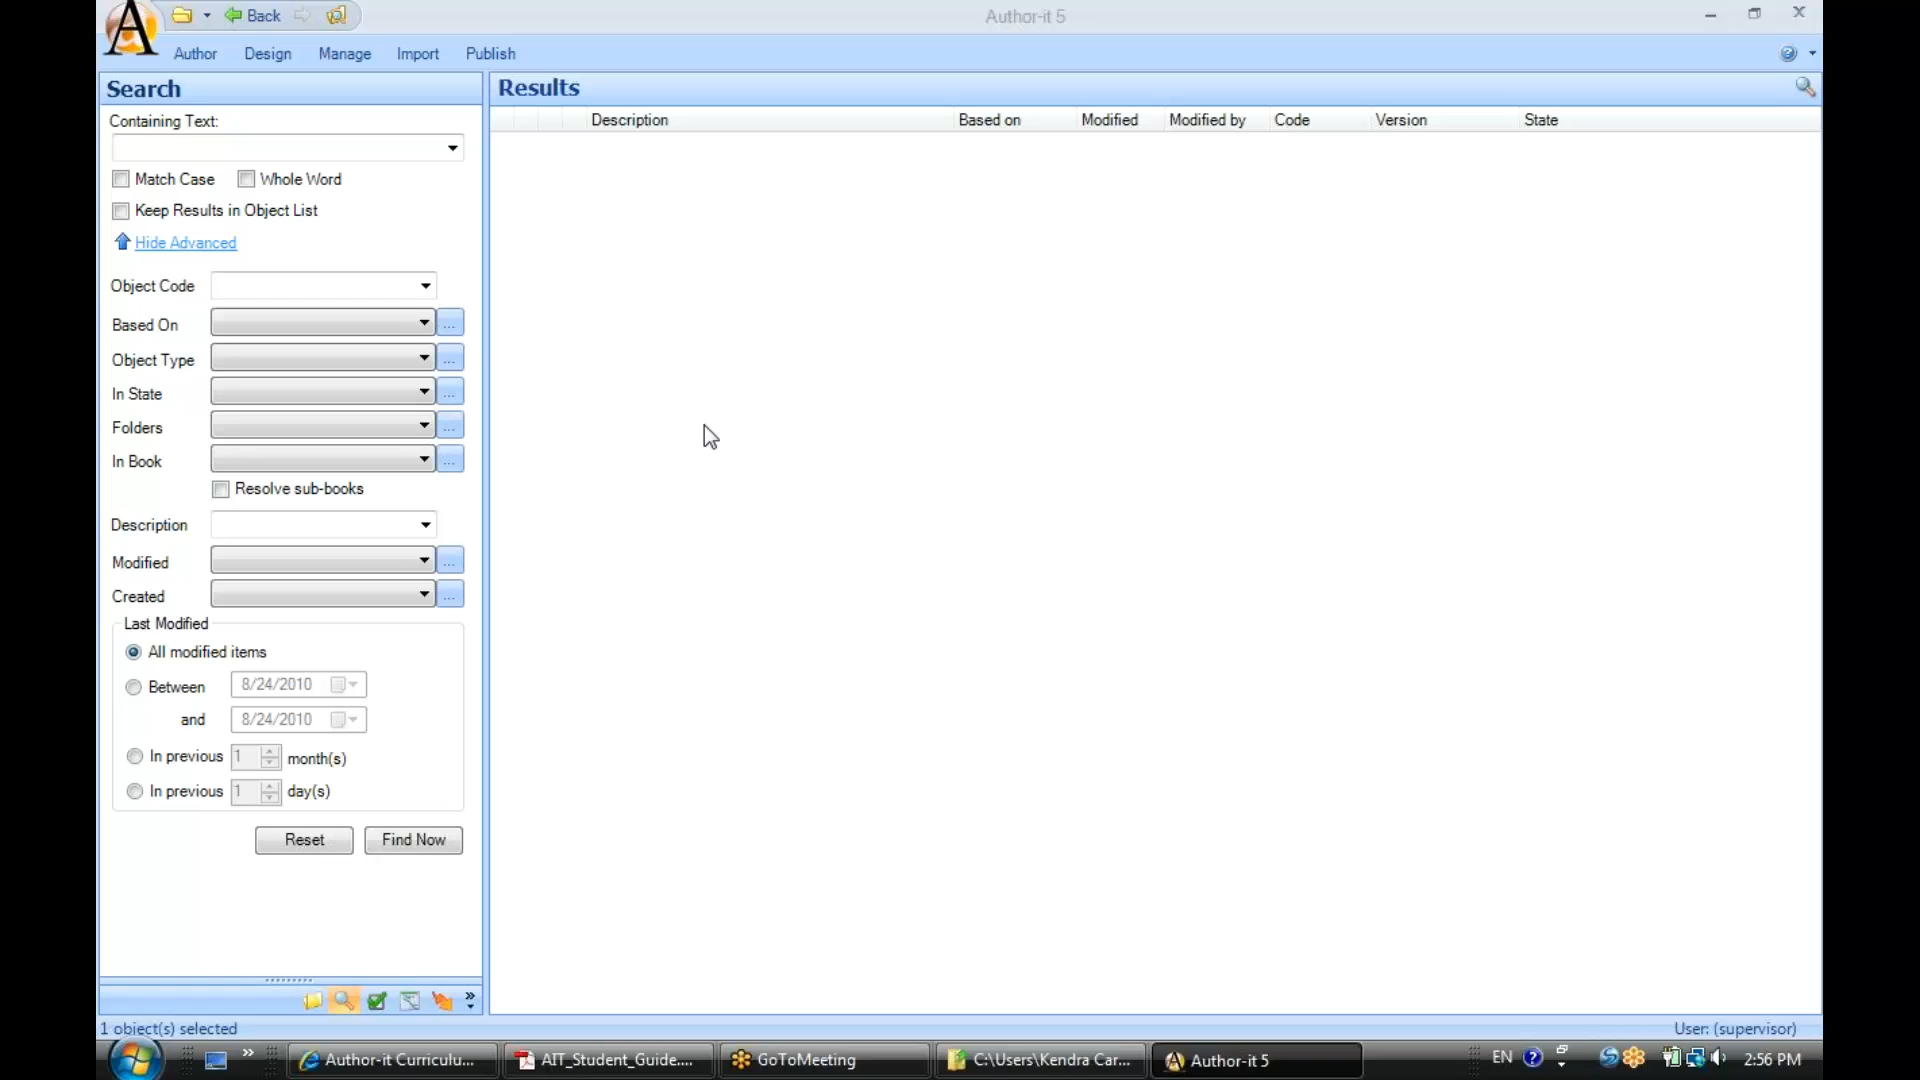 Back
Author-it 5
Author Design Manage Import Publish
Search
Results
Containing Text:
Description Based on Modified Modified by Code Version State
Match Case Whole Word
Keep Results in Object List
Hide Advanced
Object Code
Based On ...
Object Type ...
In State ...
Folders ...
In Book ...
Resolve sub-books
Description
Modified ...
Created ...
Last Modified
All modified items
Between 8/24/2010
and 8/24/2010
In previous 1 month(s)
In previous 1 day(s)
Reset Find Now
1 object(s) selected
User: (supervisor)
Author-it Curriculu... AIT_Student_Guide.... GoToMeeting C:\Users\Kendra Car... Author-it 5 EN 2:56 PM